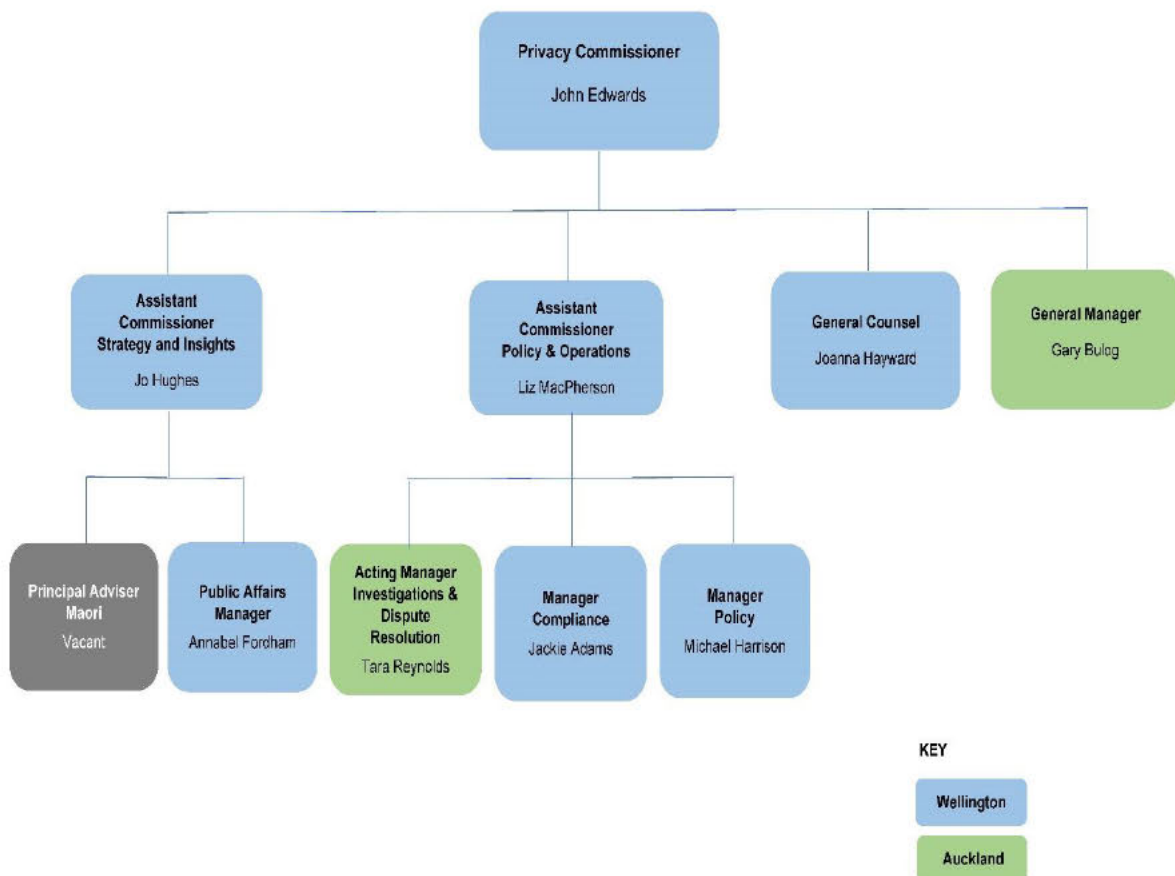 Privacy Commissioner
John Edwards
Assistant
Commissioner
Strategy and Insights
Jo Hughes
Assistant
Commissioner
Policy & Operations
Liz MacPherson
General Counsel
Joanna Hayward
General Manager
Gary Bulog
Principal Adviser
Maori
Vacant
Public Affairs
Manager
Annabel Fordham
Acting Manager
Investigations &
Dispute
Resolution
Tara Reynolds
Manager
Compliance
Jackie Adams
Manager
Policy
Michael Harrison
KEY
Wellington
Auckland